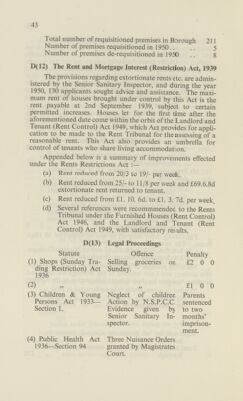 43
Total number of requisitioned premises in Borough 211
Number of premises requisitioned in 1950 . . . . 5
Number of premises de-requisitioned in 1950 . . 8
D(12) The Rent and Mortgage Interest (Restriction) Act, 1939
The provisions regarding extortionate rents etc. are admin-
istered by the Senior Sanitary Inspector, and during the year
1950, 130 applicants sought advice and assistance. The maxi-
mum rent of houses brought under control by this Act is the
rent payable at 2nd September 1939, subject to certain
permitted increases. Houses let for the first time after the
aforementioned date come within the orbit of the Landlord and
Tenant (Rent Control) Act 1949, which Act provides for appli-
cation to be made to the Rent Tribunal for the assessing of a
reasonable rent. This Act also provides an umbrella for
control of tenants who share living accommodation.
Appended below is a summary of improvements effected
under the Rents Restriction Act :—
(a) Rent reduced from 20/3 to 19/- per week.
(b) Rent reduced from 25/- to 11/8 per week and £69.6.8d
extortionate rent refund to tenant.
(c) Rent reduced from £1. 10. 6d. to £1. 3. 7d. per week.
(d) Several references were recommended to the Rents
Tribunal under the Furnished Houses (Rent Control)
Act 1946, and the Landlord and Tenant (Rent
Control) Act 1949, with satisfactory results.
D(13) Legal Proceedings
Statute Offence Penalty
(1) Shops (Sunday Tra- Selling groceries on £2 0 0
ding Restriction) Act Sunday.
1936
(2) „ „ £1 0 0
(3) Children & Young Neglect of children Parents
Persons Act 1933— Action by N.S.P.C.C sentenced
Section 1. Evidence given by to two
Senior Sanitary In- months'
spector. imprison-
ment.
(4) Public Health Act Three Nuisance Orders
1936—Section 94 granted by Magistrates
Court.